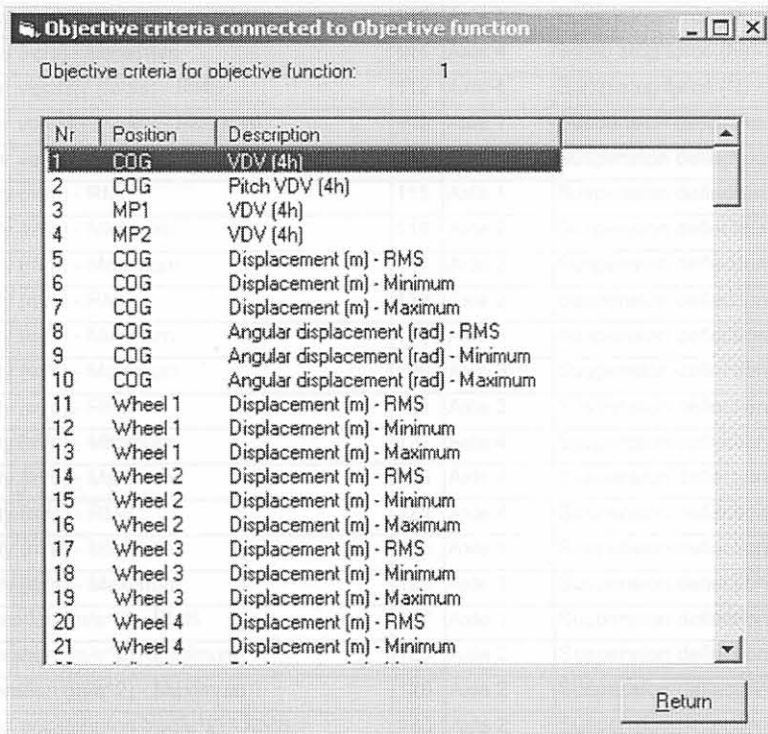 Objective criteria connected to Objective function
Objective criteria for objective function: 1
Nr Position Description
1 COG VDV (4h)
2 COG Pitch VDV (4h)
3 MP1 VDV (4h)
4 MP2 VDV (4h)
5 COG Displacement (m) - RMS
6 COG Displacement (m) - Minimum
7 COG Displacement (m) - Maximum
8 COG Angular displacement (rad) - RMS
9 COG Angular displacement (rad) - Minimum
10 COG Angular displacement (rad) - Maximum
11 Wheel 1 Displacement (m) - RMS
12 Wheel 1 Displacement (m) - Minimum
13 Wheel 1 Displacement (m) - Maximum
14 Wheel 2 Displacement (m) - RMS
15 Wheel 2 Displacement (m) - Minimum
16 Wheel 2 Displacement (m) - Maximum
17 Wheel 3 Displacement (m) - RMS
18 Wheel 3 Displacement (m) - Minimum
19 Wheel 3 Displacement (m) - Maximum
20 Wheel 4 Displacement (m) - RMS
21 Wheel 4 Displacement (m) - Minimum
Return